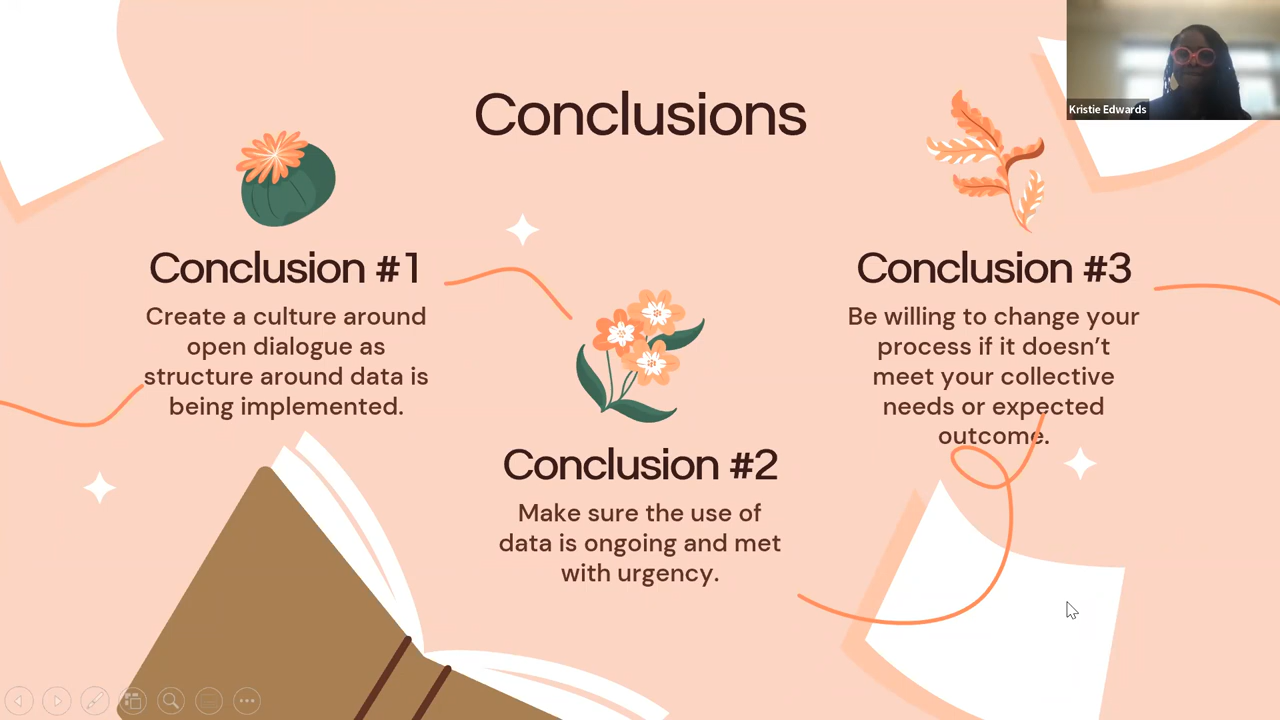 Conclusions
Kristie Edwards
Conclusion #1
Create a culture around
open dialogue as
structure around data is
being implemented.
Conclusion #2
Make sure the use of
data is ongoing and met
with urgency.
Conclusion #3
Be willing to change your
process if it doesn’t
meet your collective
needs or expected
outcome.